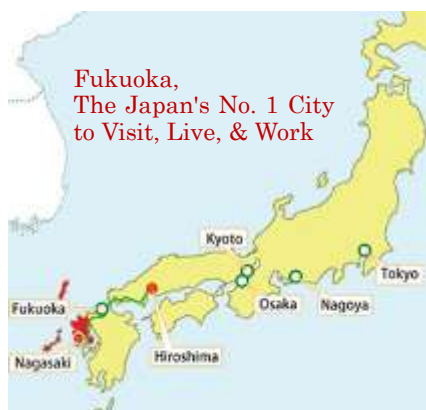 Fukuoka,
The Japan's No. 1 City
to Visit, Live, & Work
Kyoto
Tokyo
Fukuoka
Osaka
Nagoya
Nagasaki
Hiroshima